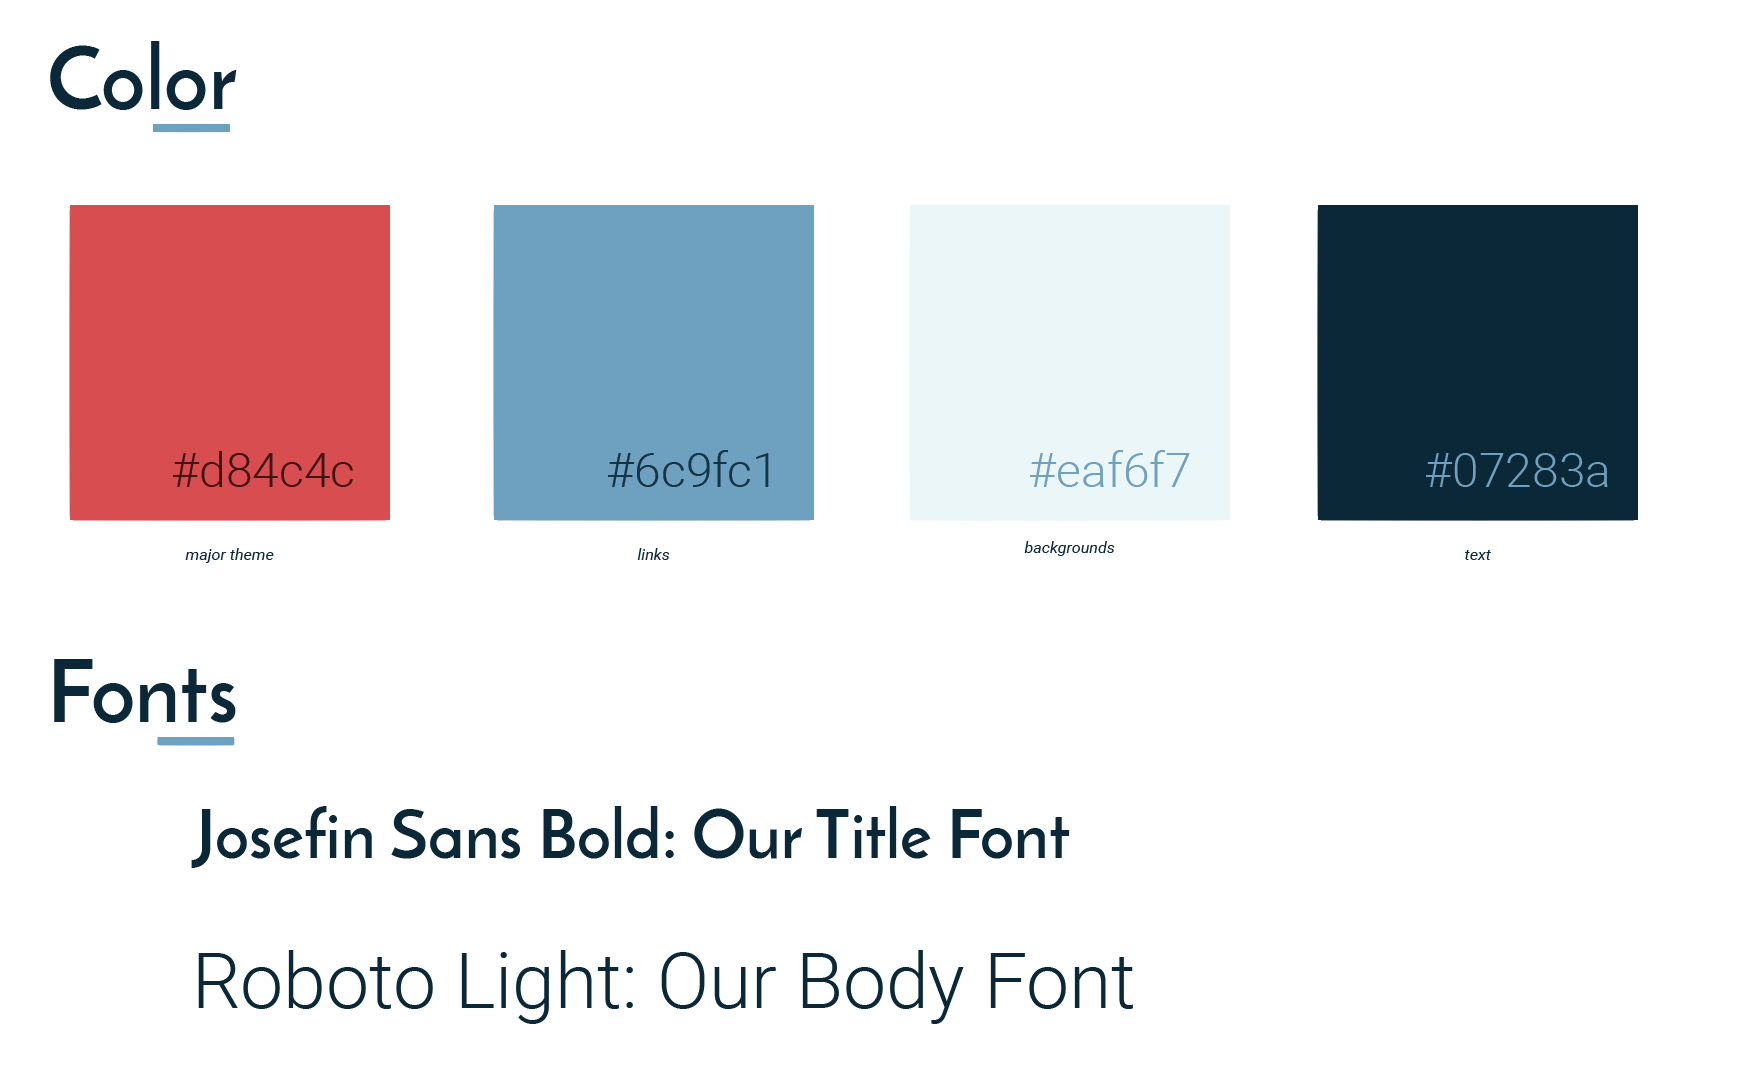 Color
#d84c4c
#6c9fc1
#eaf6f7
#07283a
major theme
links
backgrounds
text
Fonts
Josefin Sans Bold: Our Title Font
Roboto Light: Our Body Font